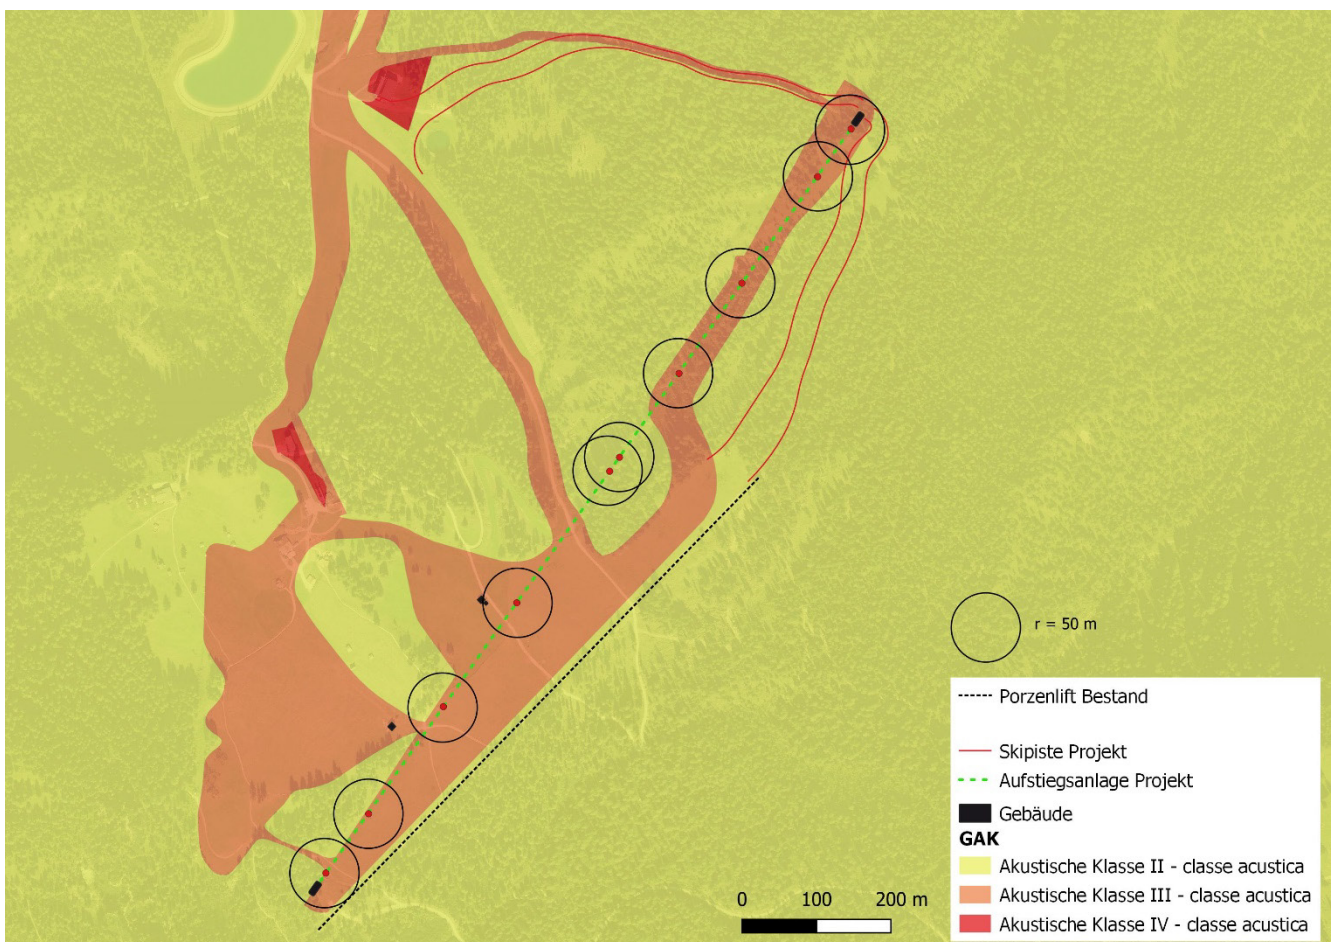 r = 50 m
Porzenlift Bestand
Skipiste Projekt
Aufstiegsanlage Projekt
Gebäude
GAK
Akustische Klasse II - classe acustica
Akustische Klasse III - classe acustica
Akustische Klasse IV - classe acustica
0 100 200 m